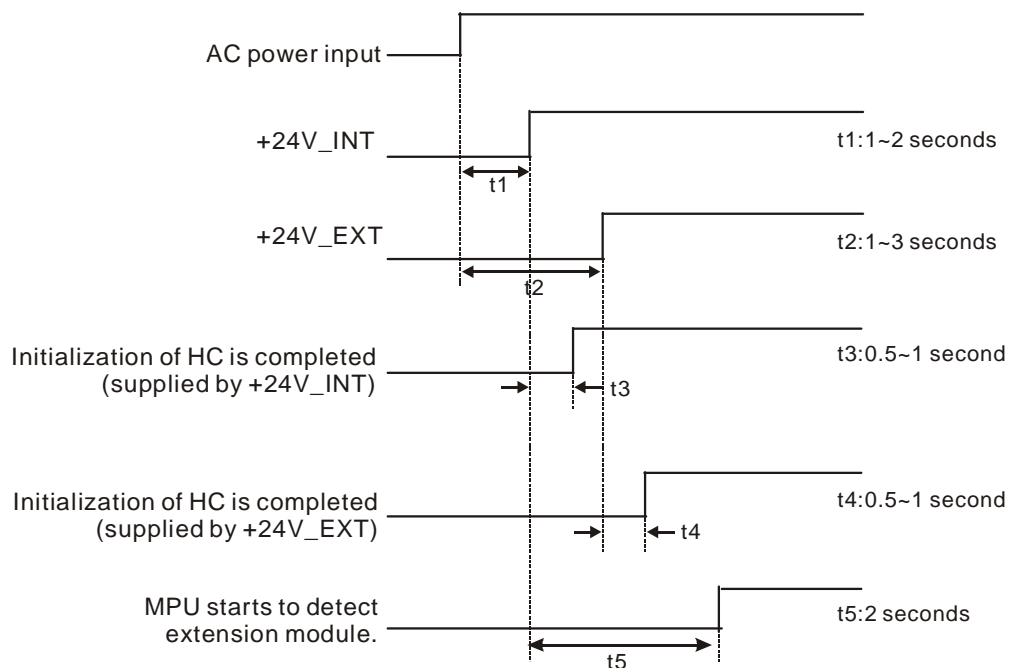 AC power input
+24V_INT
t1:1~2 seconds
t1
+24V_EXT
t2:1~3 seconds
t2
Initialization of HC is completed
(supplied by +24V_INT)
t3:0.5~1 second
t3
Initialization of HC is completed
(supplied by +24V_EXT)
t4:0.5~1 second
t4
MPU starts to detect
extension module.
t5:2 seconds
t5